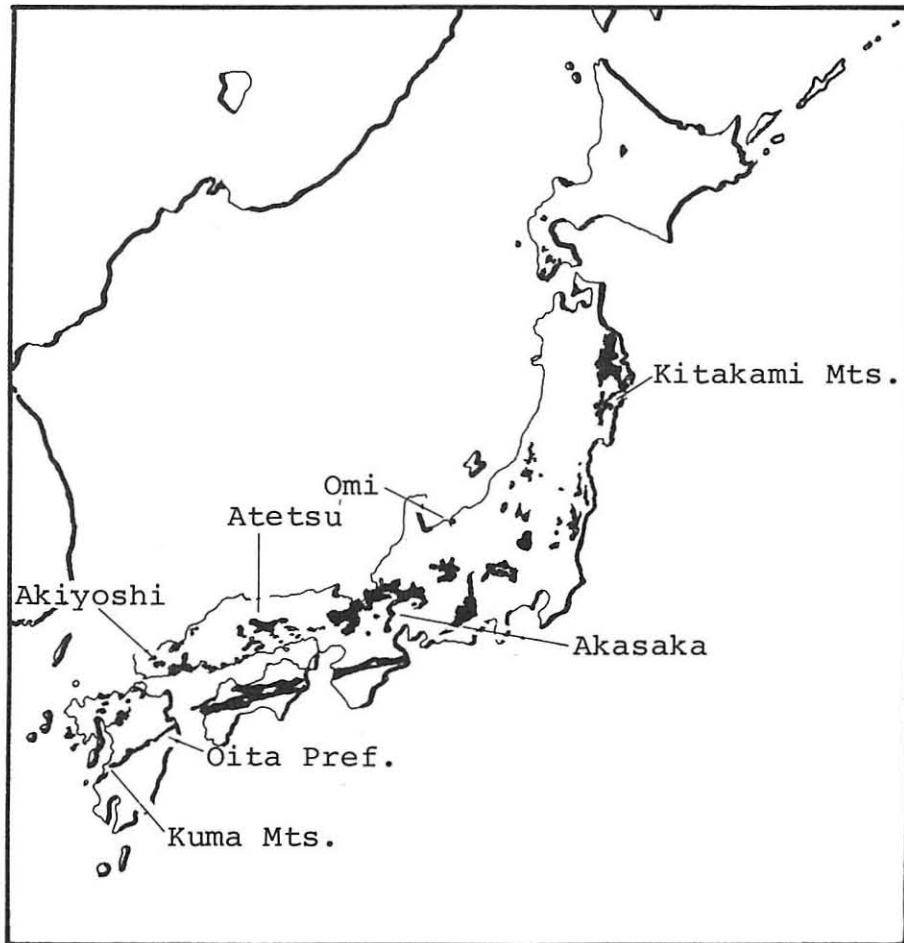 Kitakami Mts.
Omi
Atetsu
Akiyoshi
Akasaka
Oita Pref.
Kuma Mts.